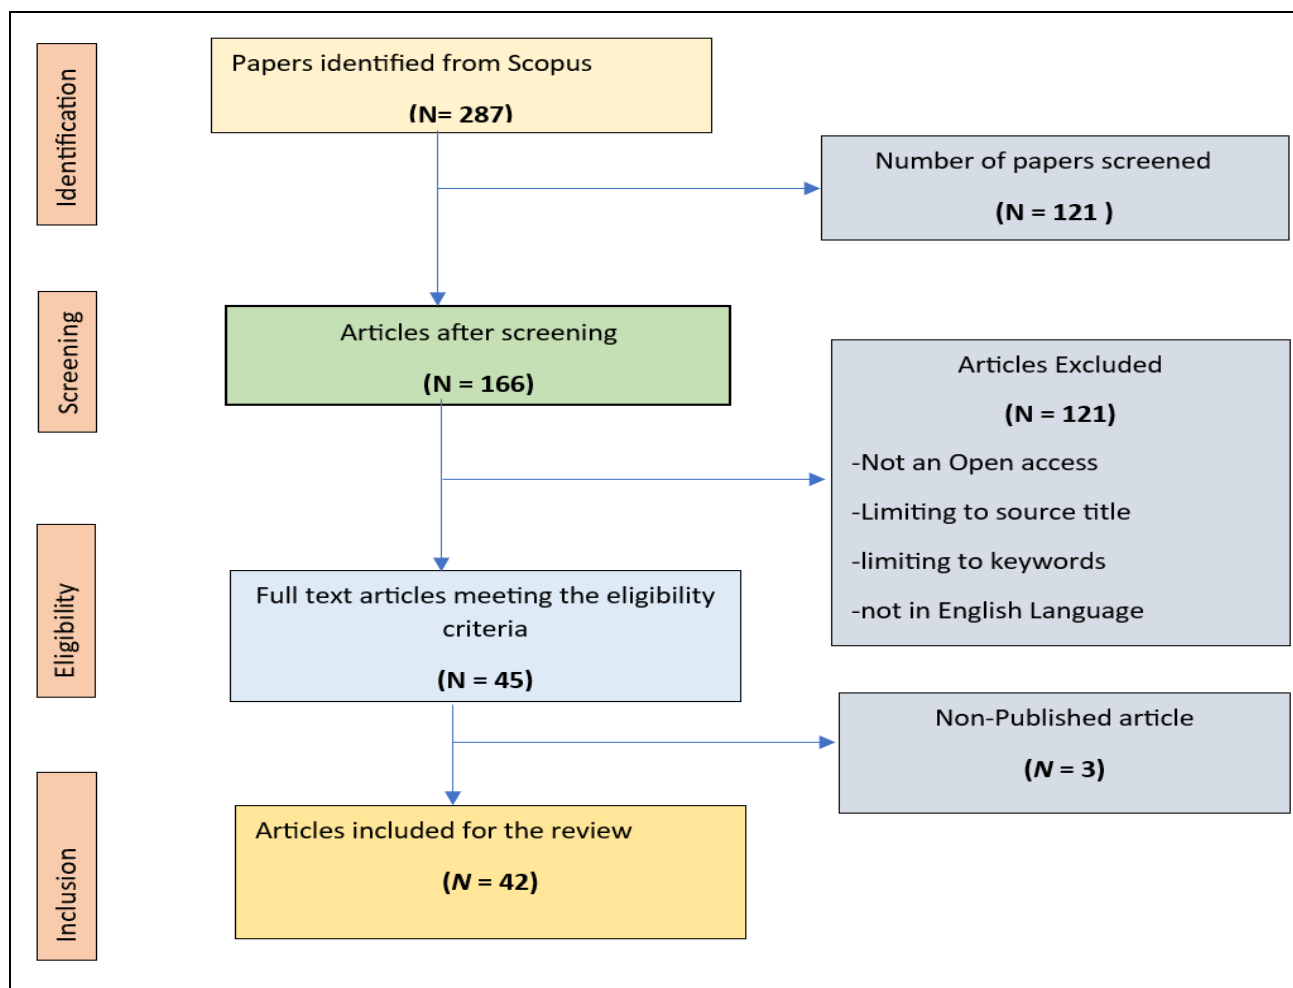 Identification
Papers identified from Scopus
(N= 287)
Number of papers screened
(N = 121 )
Screening
Articles after screening
(N = 166)
Articles Excluded
(N = 121)
-Not an Open access
-Limiting to source title
-limiting to keywords
-not in English Language
Eligibility
Full text articles meeting the eligibility
criteria
(N = 45)
Non-Published article
(N = 3)
Inclusion
Articles included for the review
(N = 42)